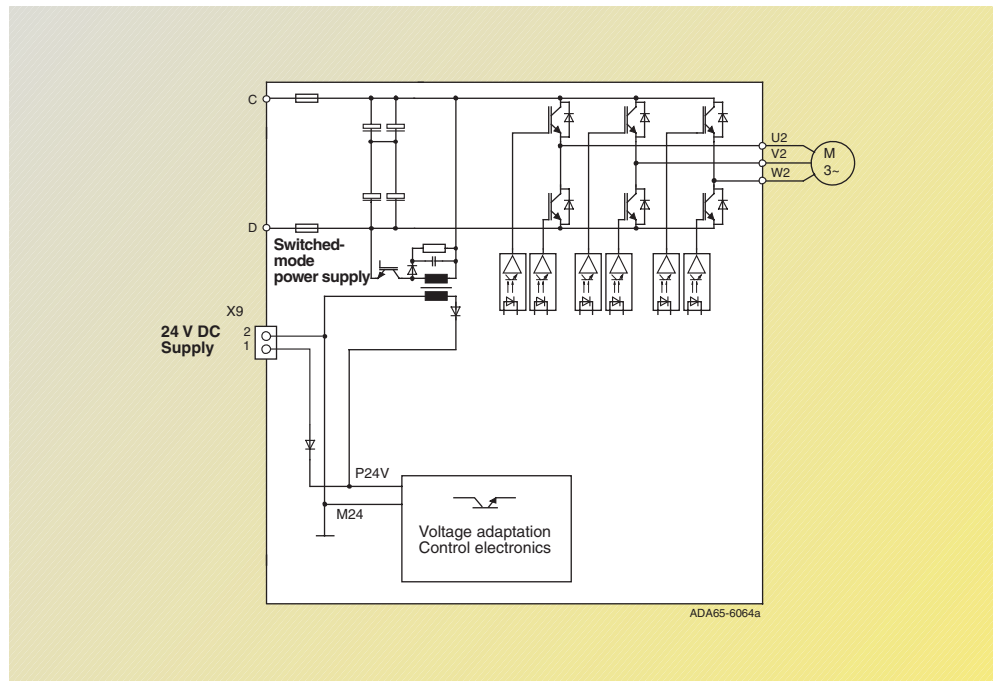 C
U2
V2
W2
M
3~
D
Switched-
mode
power supply
X9
24 V DC
Supply
2
1
P24V
M24
Voltage adaptation
Control electronics
ADA65-6064a